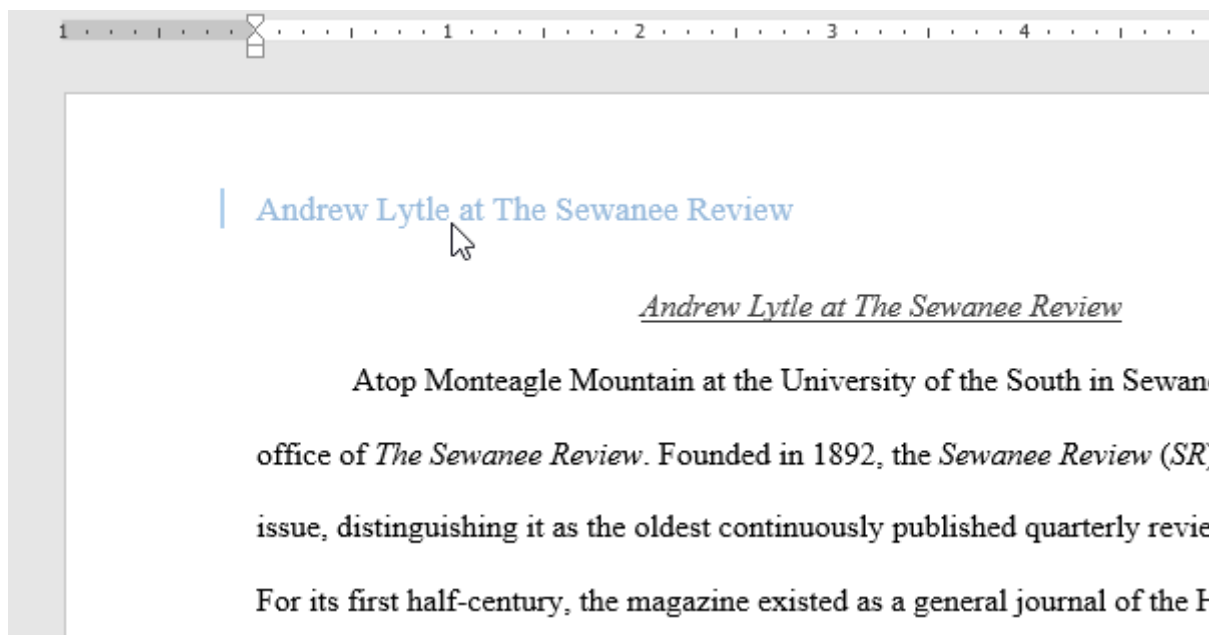 1 1 2 3 4
Andrew Lytle at The Sewanee Review
Andrew Lytle at The Sewanee Review
Atop Monteagle Mountain at the University of the South in
office of The Sewanee Review. Founded in 1892, the Sewanee Review (SR)
issue, distinguishing it as the oldest continuously published quarterly
For its first half-century, the magazine existed as a general journal of the